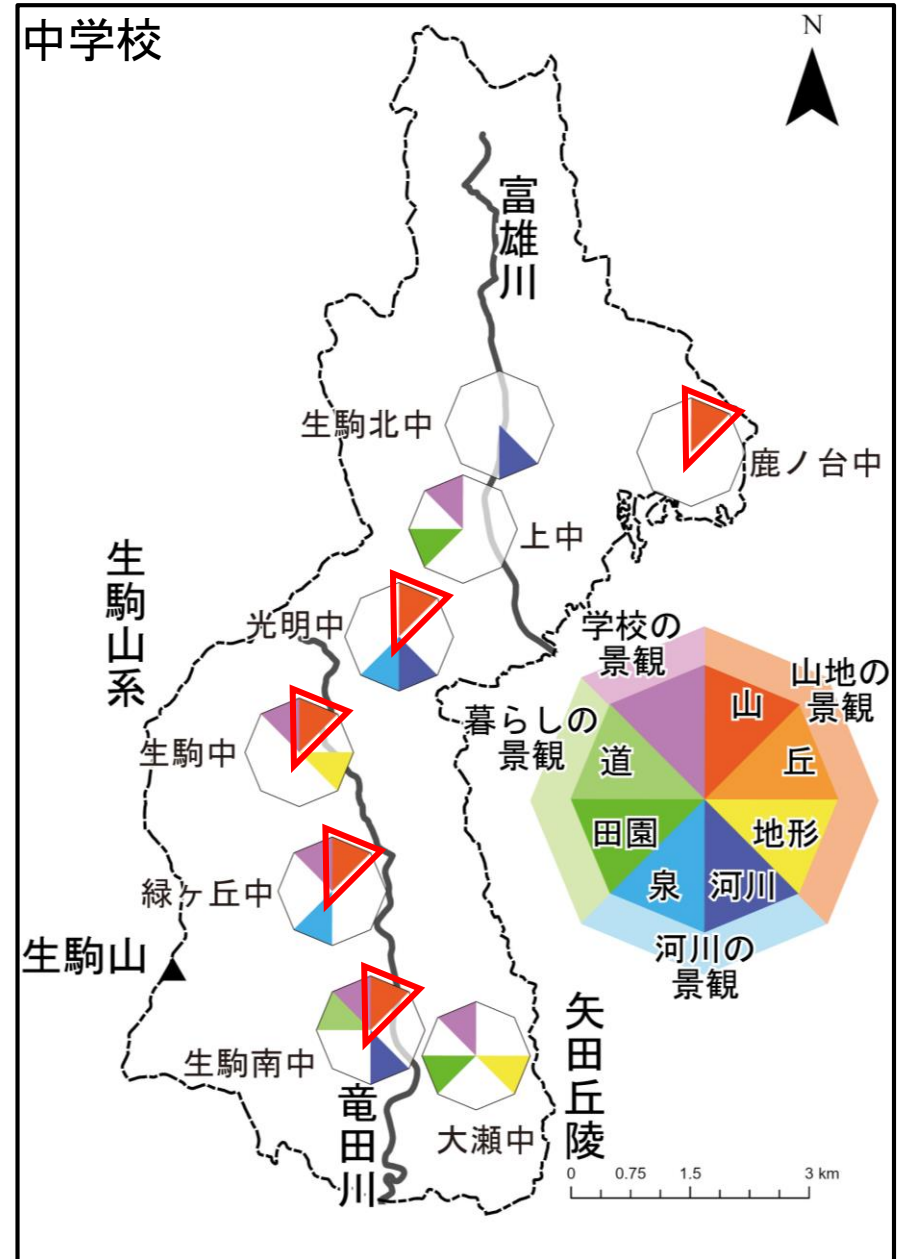 中学校
N
富雄川
生駒北中
鹿ノ台中
上中
生駒山系
光明中
学校の
景観
山地の
景観
山
暮らしの
景観
道
丘
生駒中
田園
地形
泉
河川
緑ヶ丘中
河川の
景観
生駒山
矢田丘陵
生駒南中
竜田川
大瀬中
0 0.75 1.5 3 km